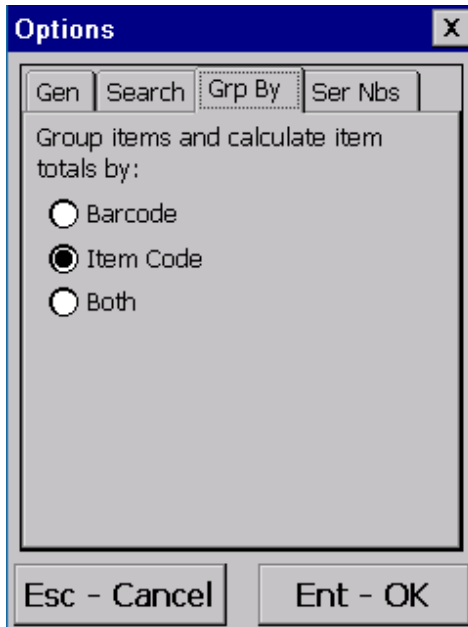 Options X
Gen Search Grp By Ser Nbs
Group items and calculate item
totals by:
Barcode
Item Code
Both
Esc - Cancel Ent - OK